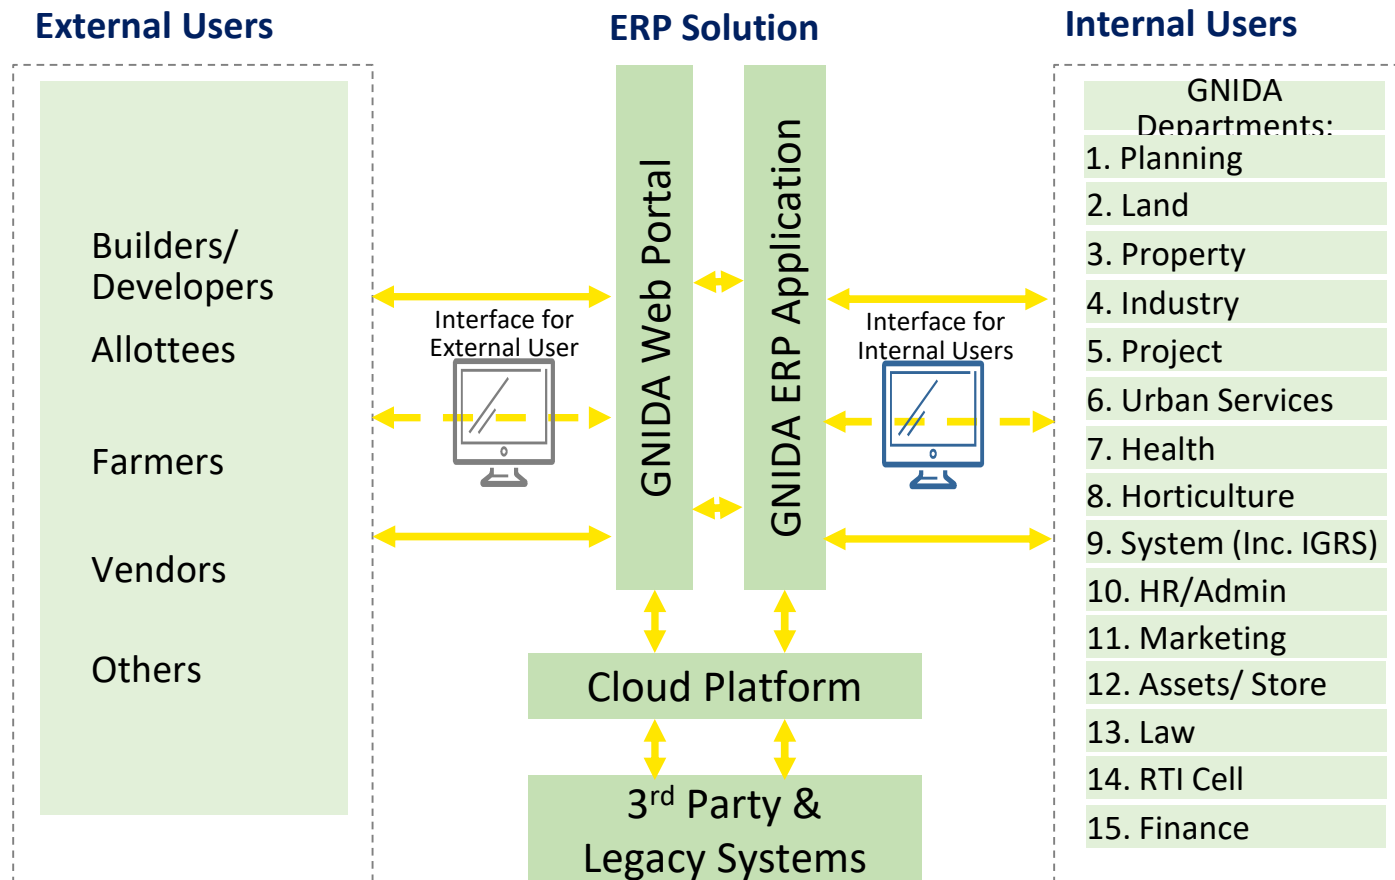 External Users
ERP Solution
Internal Users
Builders/
Developers
Allottees
Farmers
Vendors
Others
Interface for
External User
GNIDA Web Portal
GNIDA ERP Application
Interface for
Internal Users
Cloud Platform
3rd Party &
Legacy Systems
GNIDA
Departments:
1. Planning
2. Land
3. Property
4. Industry
5. Project
6. Urban Services
7. Health
8. Horticulture
9. System (Inc. IGRS)
10. HR/Admin
11. Marketing
12. Assets/ Store
13. Law
14. RTI Cell
15. Finance